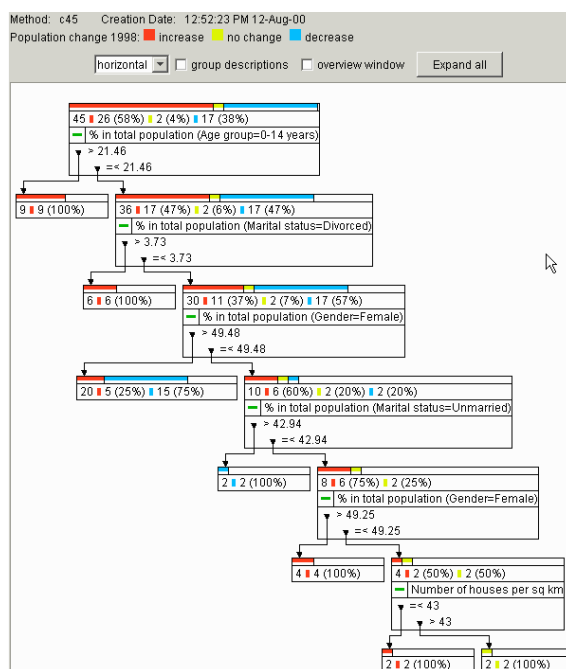 Method: c45 Creation Date: 12:52:23 PM 12-Aug-00
Population change 1998: increase no change decrease
horizontal group descriptions overview window Expand all
45 26 (58%) 2 (4%) 17 (38%)
% in total population (Age group=0-14 years)
> 21.46
=< 21.46
9 9 (100%) 36 17 (47%) 2 (6%) 17 (47%)
% in total population (Marital status=Divorced)
> 3.73
=< 3.73
6 6 (100%) 30 11 (37%) 2 (7%) 17 (57%)
% in total population (Gender=Female)
> 49.48
=< 49.48
20 5 (25%) 15 (75%) 10 6 (60%) 2 (20%) 2 (20%)
% in total population (Marital status=Unmarried)
> 42.94
=< 42.94
2 2 (100%) 8 6 (75%) 2 (25%)
% in total population (Gender=Female)
> 49.25
=< 49.25
4 4 (100%) 4 2 (50%) 2 (50%)
Number of houses per sq km
=< 43
> 43
2 2 (100%) 2 2 (100%)